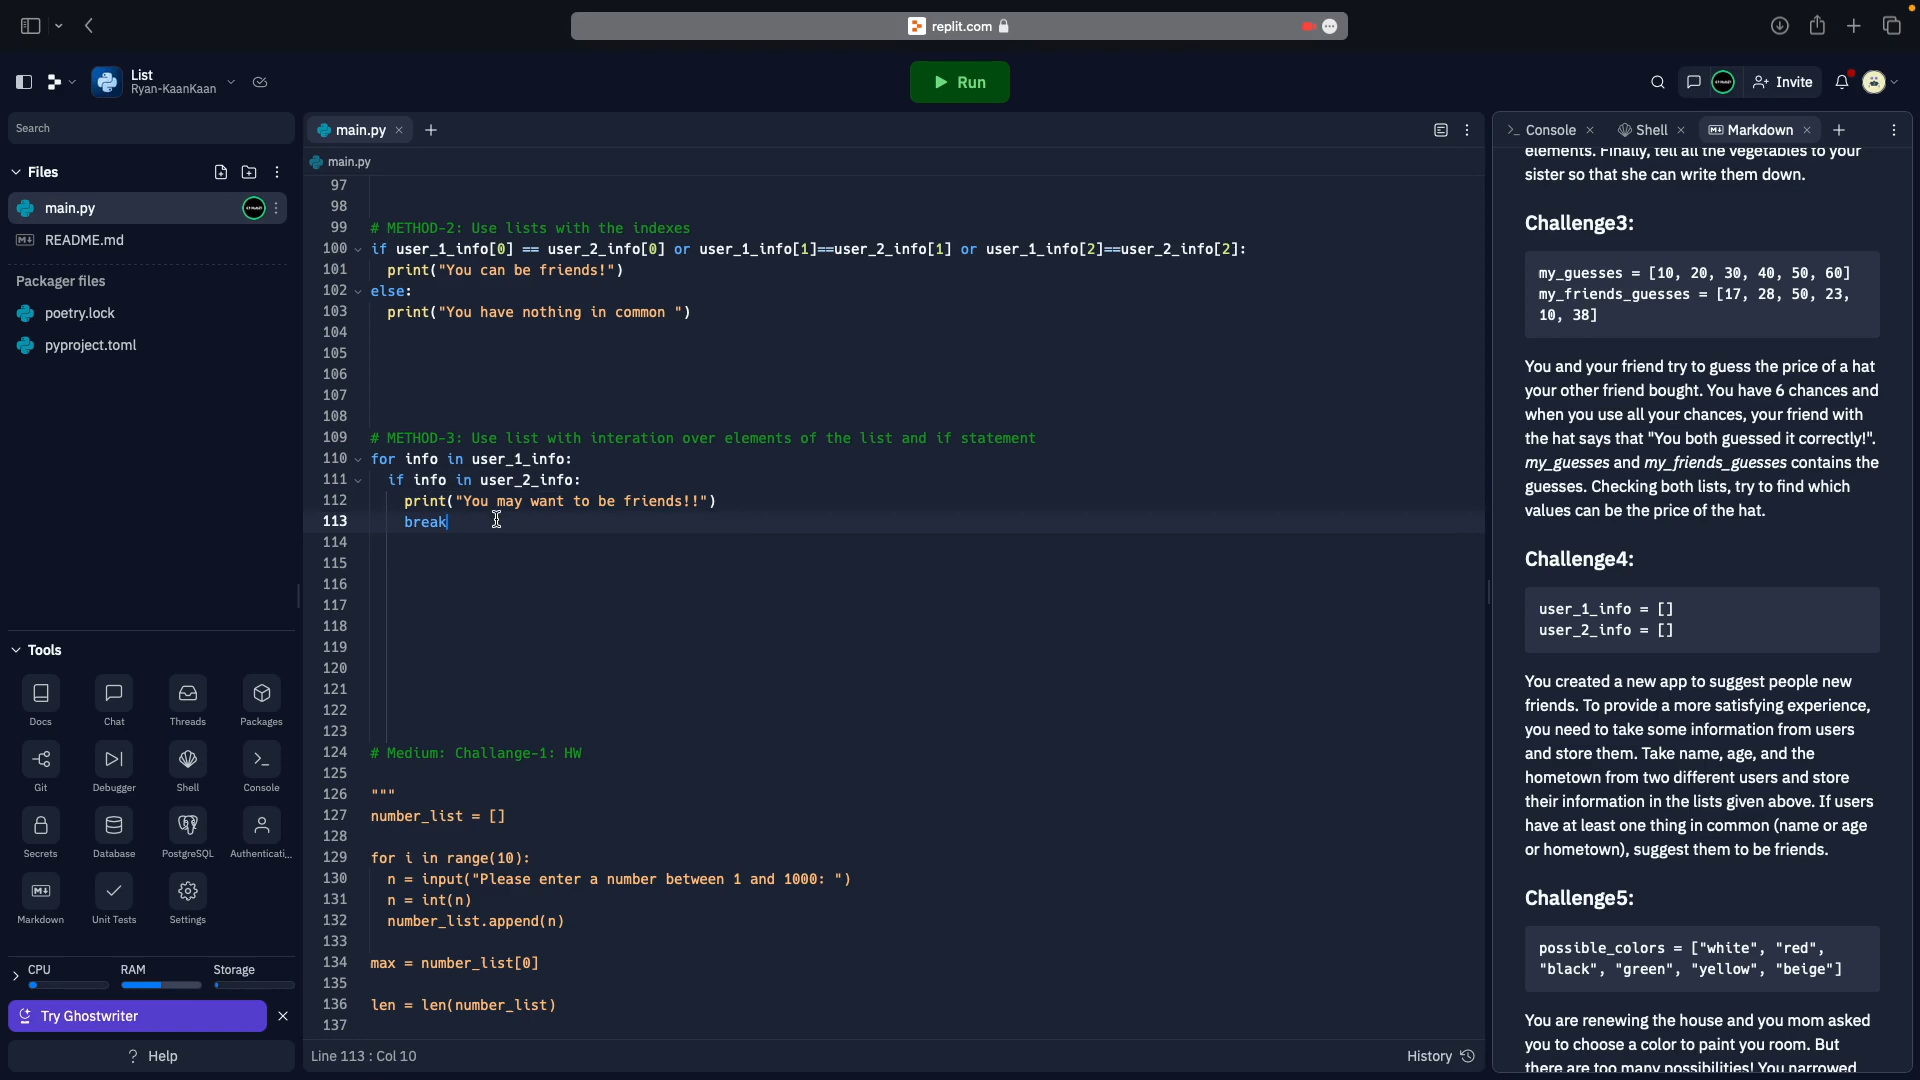 replit.com
List
Ryan-KaanKaan
Run
Invite
Search
Files
main.py
README.md
Packager files
poetry.lock
pyproject.toml
Tools
Docs
Chat
Threads
Packages
Git
Debugger
Shell
Console
Secrets
Database
PostgreSQL
Authenticati...
Markdown
Unit Tests
Settings
CPU
RAM
Storage
Try Ghostwriter
? Help
main.py
main.py
97
98
99 # METHOD-2: Use lists with the indexes
100 if user_1_info[0] == user_2_info[0] or user_1_info[1]==user_2_info[1] or user_1_info[2]==user_2_info[2]:
101 print("You can be friends!")
102 else:
103 print("You have nothing in common ")
104
105
106
107
108
109 # METHOD-3: Use list with interation over elements of the list and if statement
110 for info in user_1_info:
111 if info in user_2_info:
112 print("You may want to be friends!!")
113 break
114
115
116
117
118
119
120
121
122
123
124 # Medium: Challange-1: HW
125
126 """
127 number_list = []
128
129 for i in range(10):
130 n = input("Please enter a number between 1 and 1000: ")
131 n = int(n)
132 number_list.append(n)
133
134 max = number_list[0]
135
136 len = len(number_list)
137
Line 113 : Col 10
History
Console
Shell
Markdown
elements. Finally, tell all the vegetables to your
sister so that she can write them down.
Challenge3:
my_guesses = [10, 20, 30, 40, 50, 60]
my_friends_guesses = [17, 28, 50, 23,
10, 38]
You and your friend try to guess the price of a hat
your other friend bought. You have 6 chances and
when you use all your chances, your friend with
the hat says that "You both guessed it correctly!".
my_guesses and my_friends_guesses contains the
guesses. Checking both lists, try to find which
values can be the price of the hat.
Challenge4:
user_1_info = []
user_2_info = []
You created a new app to suggest people new
friends. To provide a more satisfying experience,
you need to take some information from users
and store them. Take name, age, and the
hometown from two different users and store
their information in the lists given above. If users
have at least one thing in common (name or age
or hometown), suggest them to be friends.
Challenge5:
possible_colors = ["white", "red",
"black", "green", "yellow", "beige"]
You are renewing the house and you mom asked
you to choose a color to paint you room. But
there are too many possibilities! You narrowed